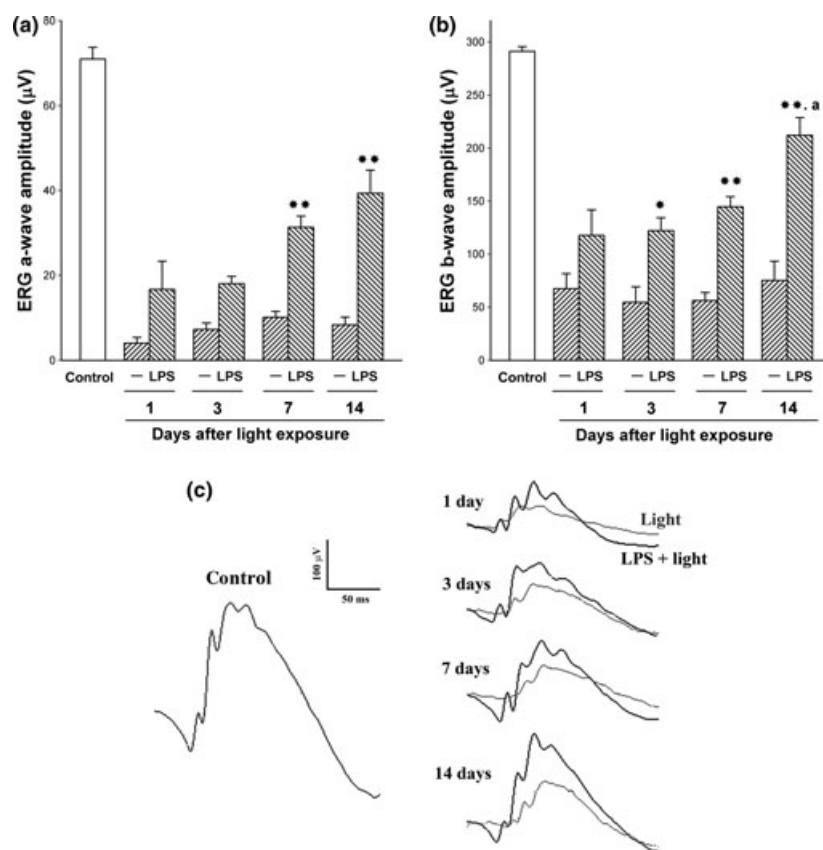 (a)
80
60
40
20
0
ERG a-wave amplitude (µV)
** **
Control
– LPS – LPS – LPS – LPS
1 3 7 14
Days after light exposure
(b)
300
250
200
150
100
50
0
ERG b-wave amplitude (µV)
* ** **. a
Control
– LPS – LPS – LPS – LPS
1 3 7 14
Days after light exposure
(c)
Control
100 µV
50 ms
1 day
Light
LPS + light
3 days
7 days
14 days